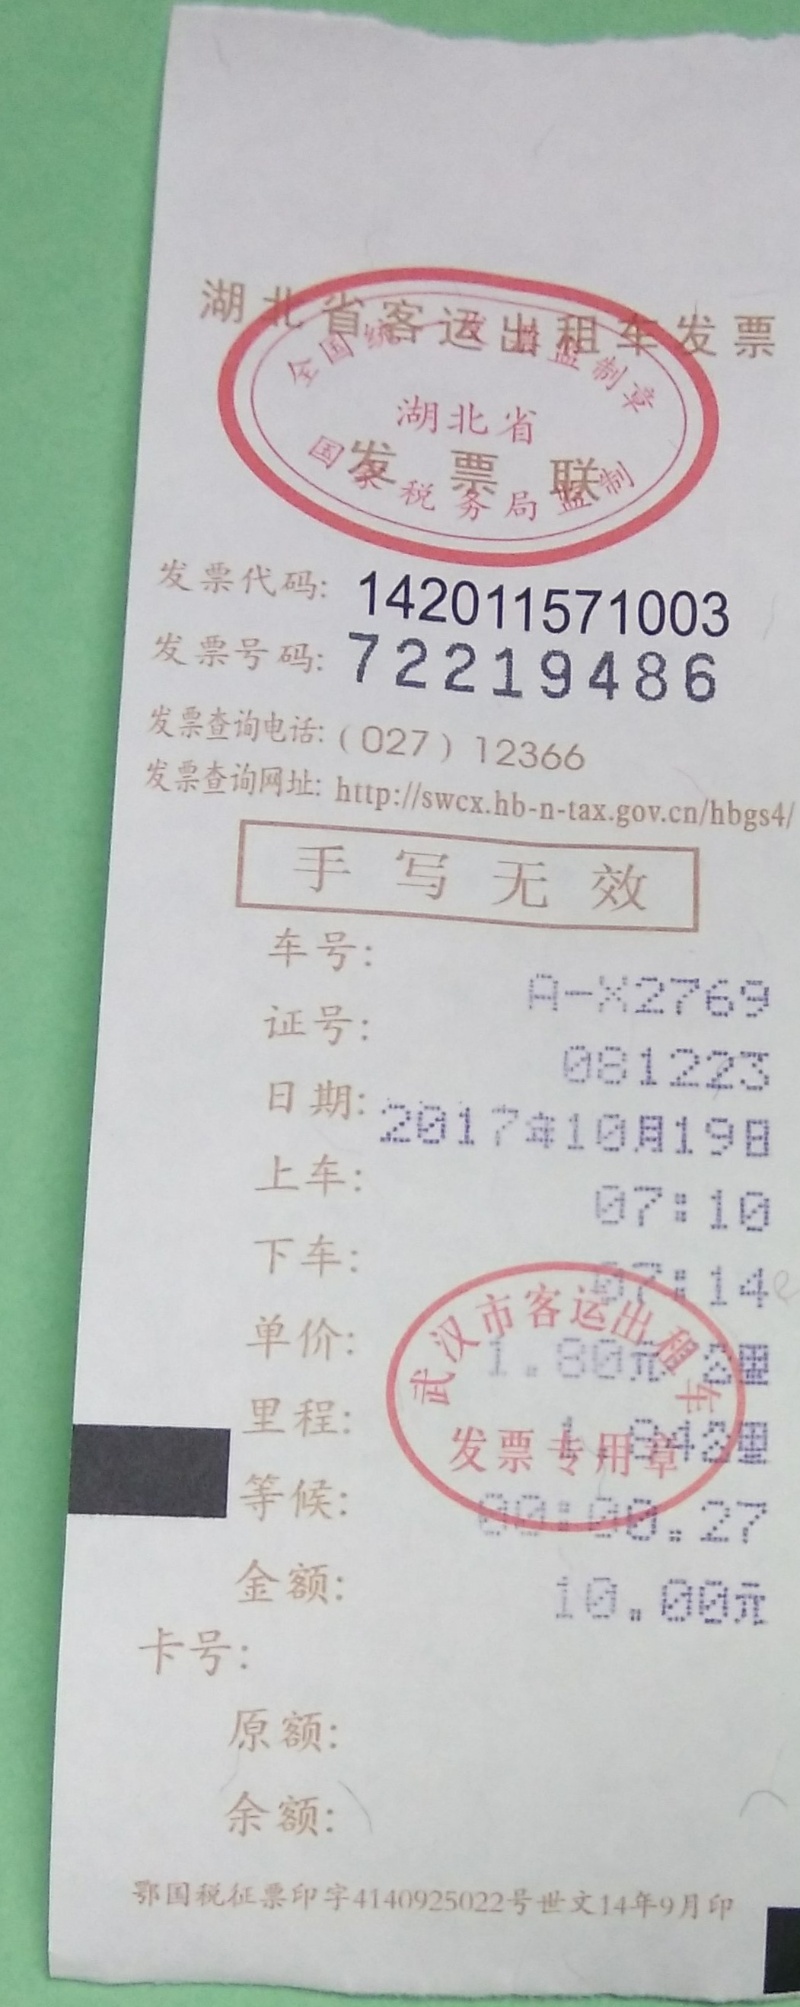 湖北省客运出租车发票
全国统一发票监制章
湖北省
发票联
国家税务局监制
发票代码: 142011571003
发票号码: 72219486
发票查询电话: (027) 12366
发票查询网址: http://swcx.hb-n-tax.gov.cn/hbgs4/
手写无效
车号: A-X2769
证号: 081223
日期: 2017年10月19日
上车: 07:10
下车: 07:14
单价: 1.80元/公里
武汉市客运出租车
发票专用章
里程:
等候: 00:00.27
金额: 10.00元
卡号:
原额:
余额:
鄂国税征票印字4140925022号世文14年9月印